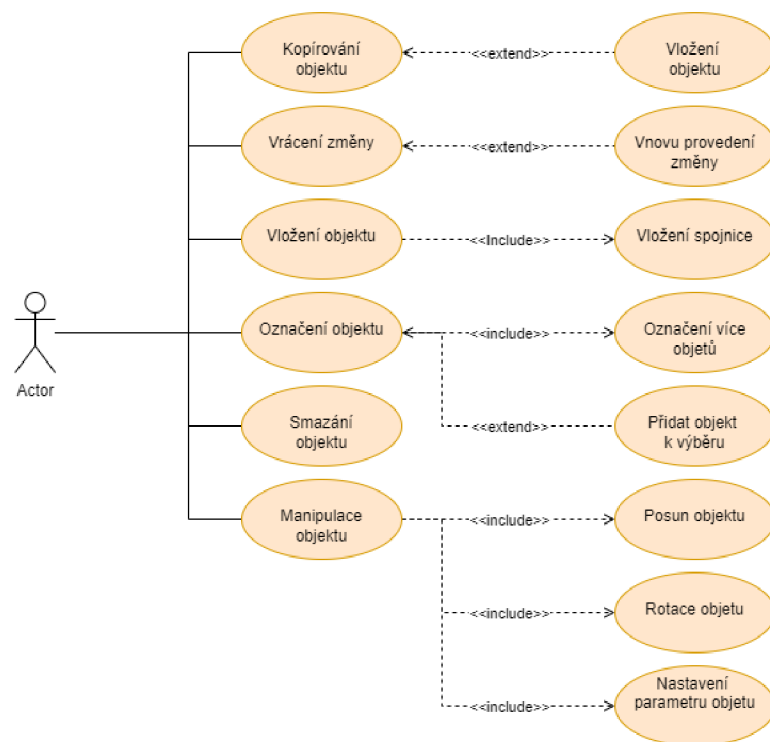 Kopírování
objektu
<<extend>>
Vložení
objektu
Vrácení změny
<<extend>>
Vnovu provedení
změny
Vložení objektu
<<Include>>
Vložení spojnice
Actor
Označení objektu
<<include>>
Označení více
objetů
Smazání
objektu
<<extend>>
Přidat objekt
k výběru
Manipulace
objektu
<<include>>
Posun objektu
<<include>>
Rotace objetu
<<include>>
Nastavení
parametru objetu